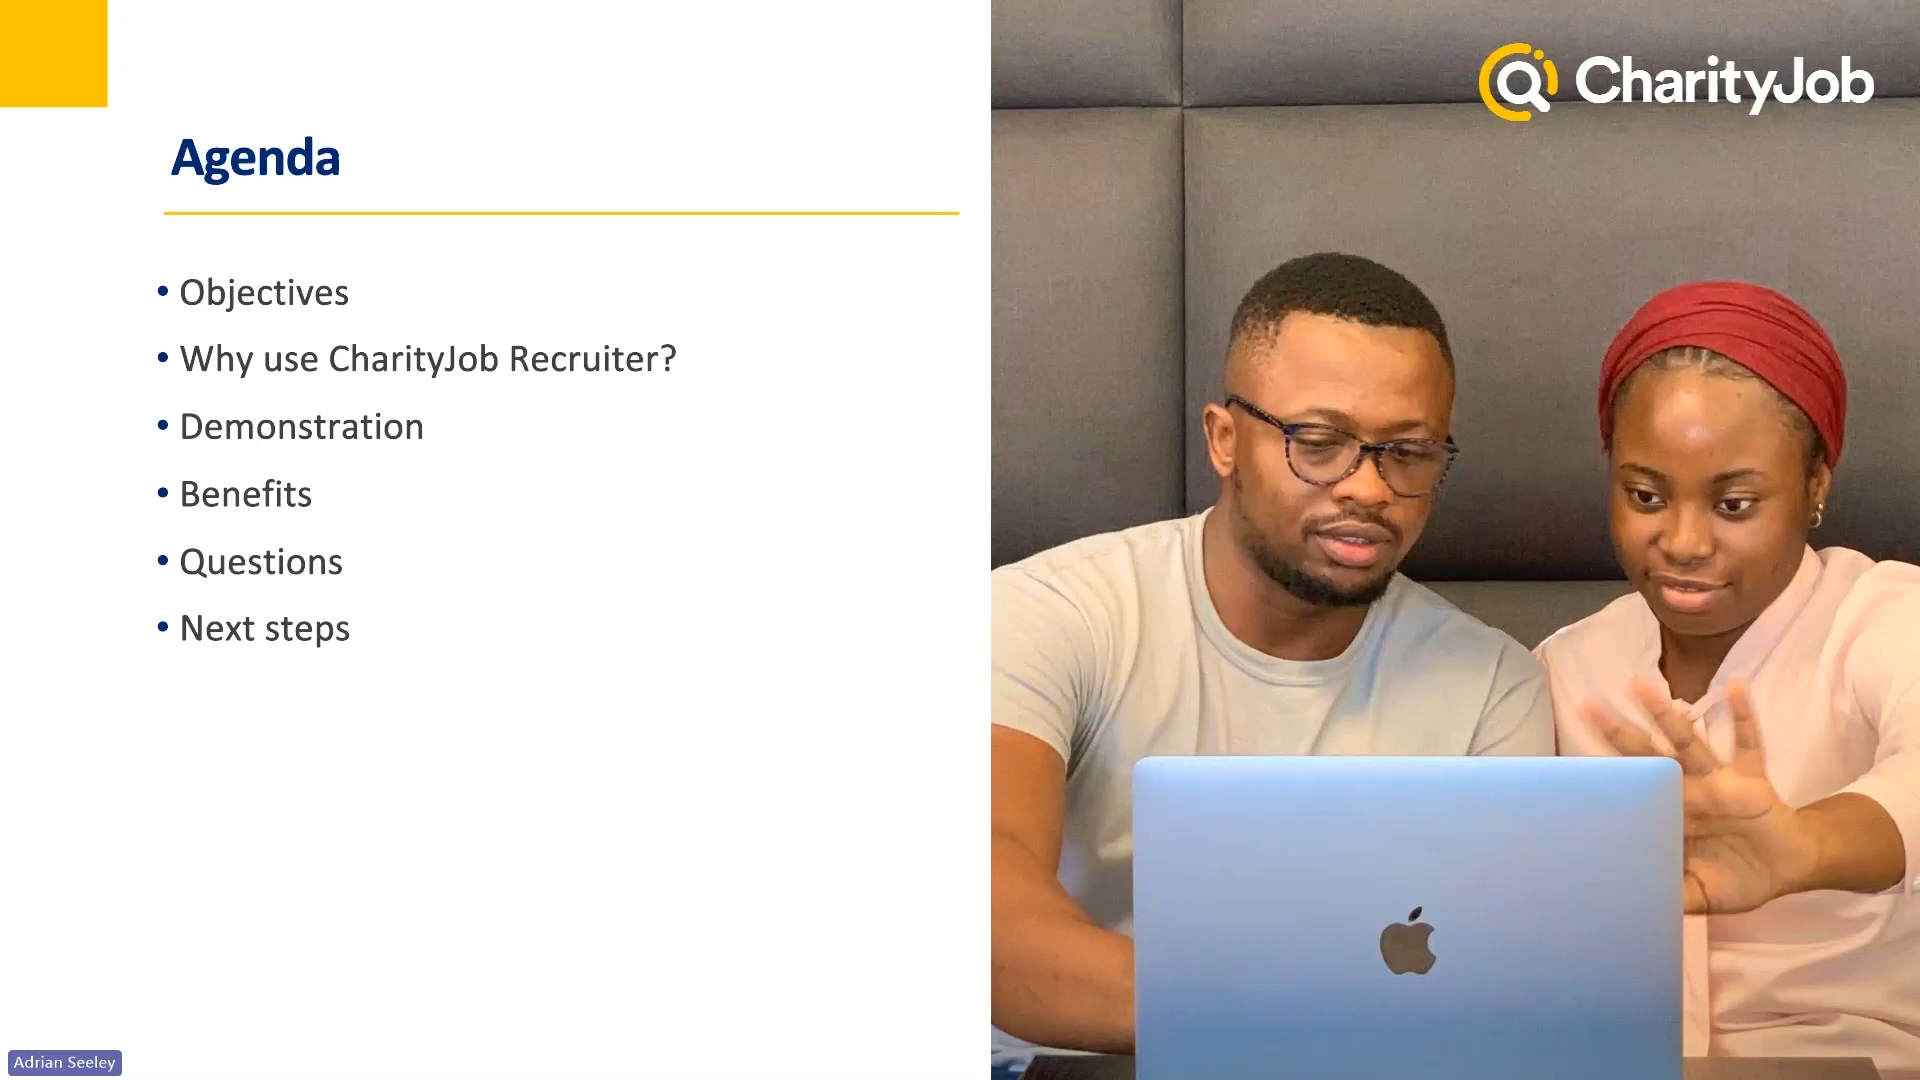 CharityJob
Agenda
• Objectives
• Why use CharityJob Recruiter?
• Demonstration
• Benefits
• Questions
• Next steps
Adrian Seeley